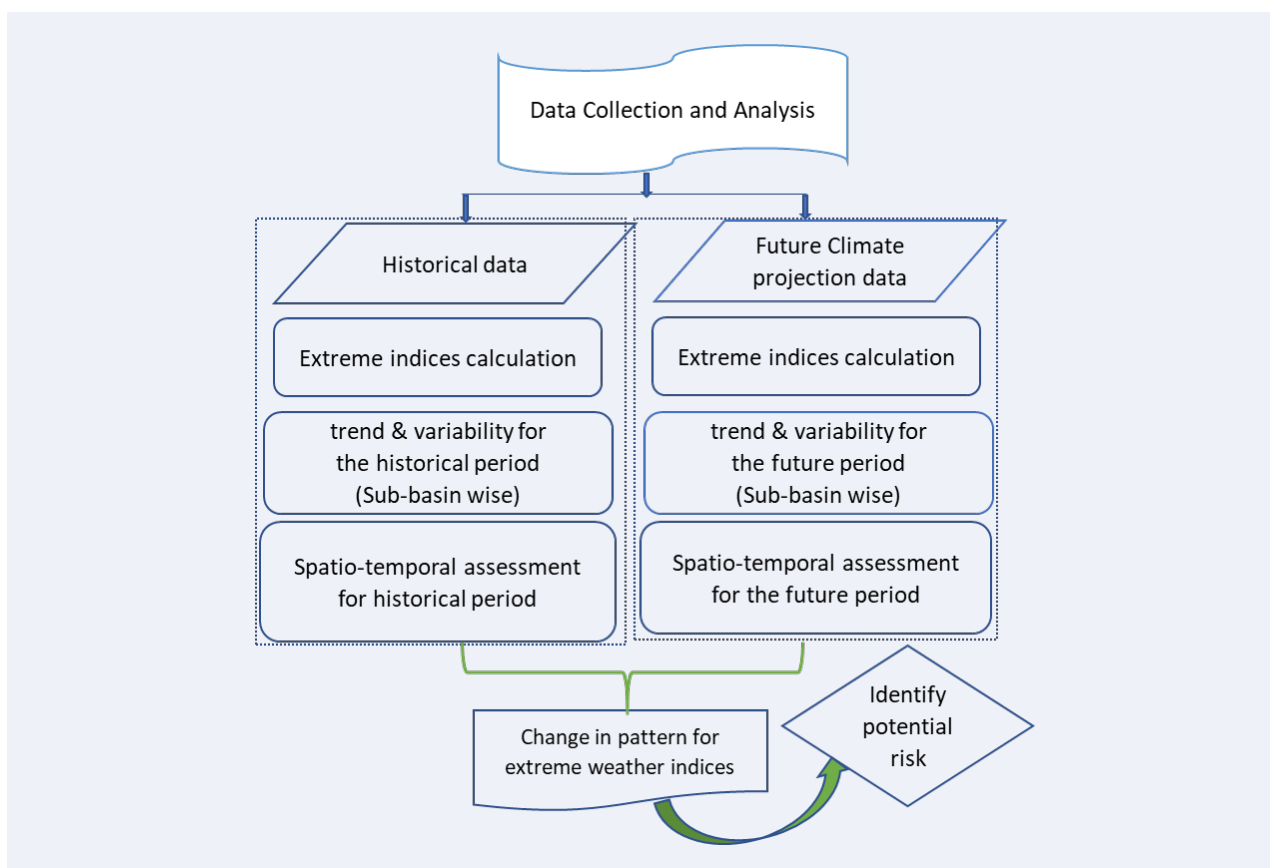 Data Collection and Analysis
Historical data
Extreme indices calculation
trend & variability for
the historical period
(Sub-basin wise)
Spatio-temporal assessment
for historical period
Future Climate
projection data
Extreme indices calculation
trend & variability for
the future period
(Sub-basin wise)
Spatio-temporal assessment
for the future period
Change in pattern for
extreme weather indices
Identify
potential
risk